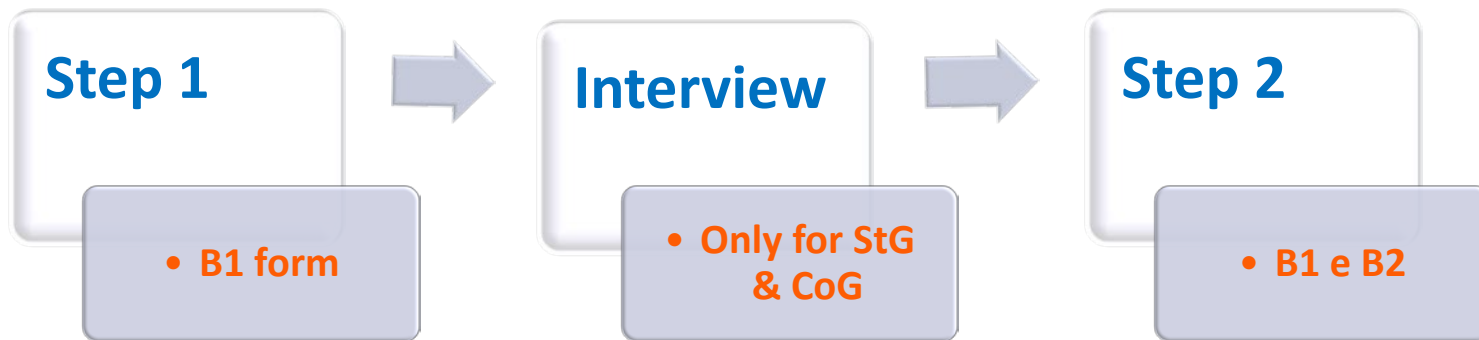 Step 1
• B1 form
Interview
• Only for StG
& CoG
Step 2
• B1 e B2